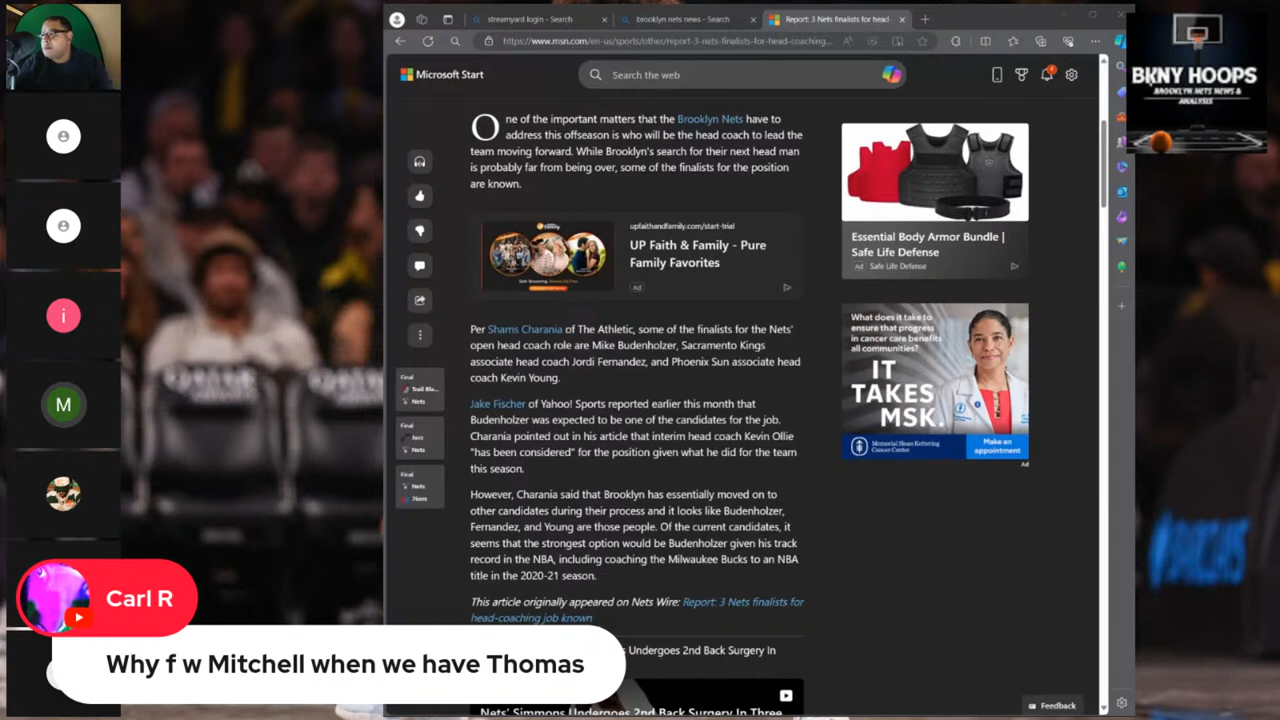 streamyard login - Search
brooklyn nets news - Search
Report: 3 Nets finalists for head
https://www.msn.com/en-us/sports/other/report-3-nets-finalists-for-head-coaching...
Microsoft Start
Search the web
BKNY HOOPS
BROOKLYN NETS NEWS &
ANALYSIS
One of the important matters that the Brooklyn Nets have to
address this offseason is who will be the head coach to lead the
team moving forward. While Brooklyn's search for their next head man
is probably far from being over, some of the finalists for the position
are known.
upfaithandfamily.com/start-trial
UP Faith & Family - Pure
Family Favorites
Ad
Essential Body Armor Bundle |
Safe Life Defense
Ad Safe Life Defense
Per Shams Charania of The Athletic, some of the finalists for the Nets'
open head coach role are Mike Budenholzer, Sacramento Kings
associate head coach Jordi Fernandez, and Phoenix Sun associate head
coach Kevin Young.
What does it take to
ensure that progress
in cancer care benefits
all communities?
IT
TAKES
MSK.
Memorial Sloan Kettering
Cancer Center
Make an
appointment
Ad
Final
Trail Bla...
Nets
Final
Jazz
Nets
Final
Nets
76ers
Jake Fischer of Yahoo! Sports reported earlier this month that
Budenholzer was expected to be one of the candidates for the job.
Charania pointed out in his article that interim head coach Kevin Ollie
"has been considered" for the position given what he did for the team
this season.
However, Charania said that Brooklyn has essentially moved on to
other candidates during their process and it looks like Budenholzer,
Fernandez, and Young are those people. Of the current candidates, it
seems that the strongest option would be Budenholzer given his track
record in the NBA, including coaching the Milwaukee Bucks to an NBA
title in the 2020-21 season.
This article originally appeared on Nets Wire: Report: 3 Nets finalists for
head-coaching job known
Undergoes 2nd Back Surgery In
Nets' Simmons Undergoes 2nd Back Surgery In Three
Feedback
i
M
Carl R
Why f w Mitchell when we have Thomas